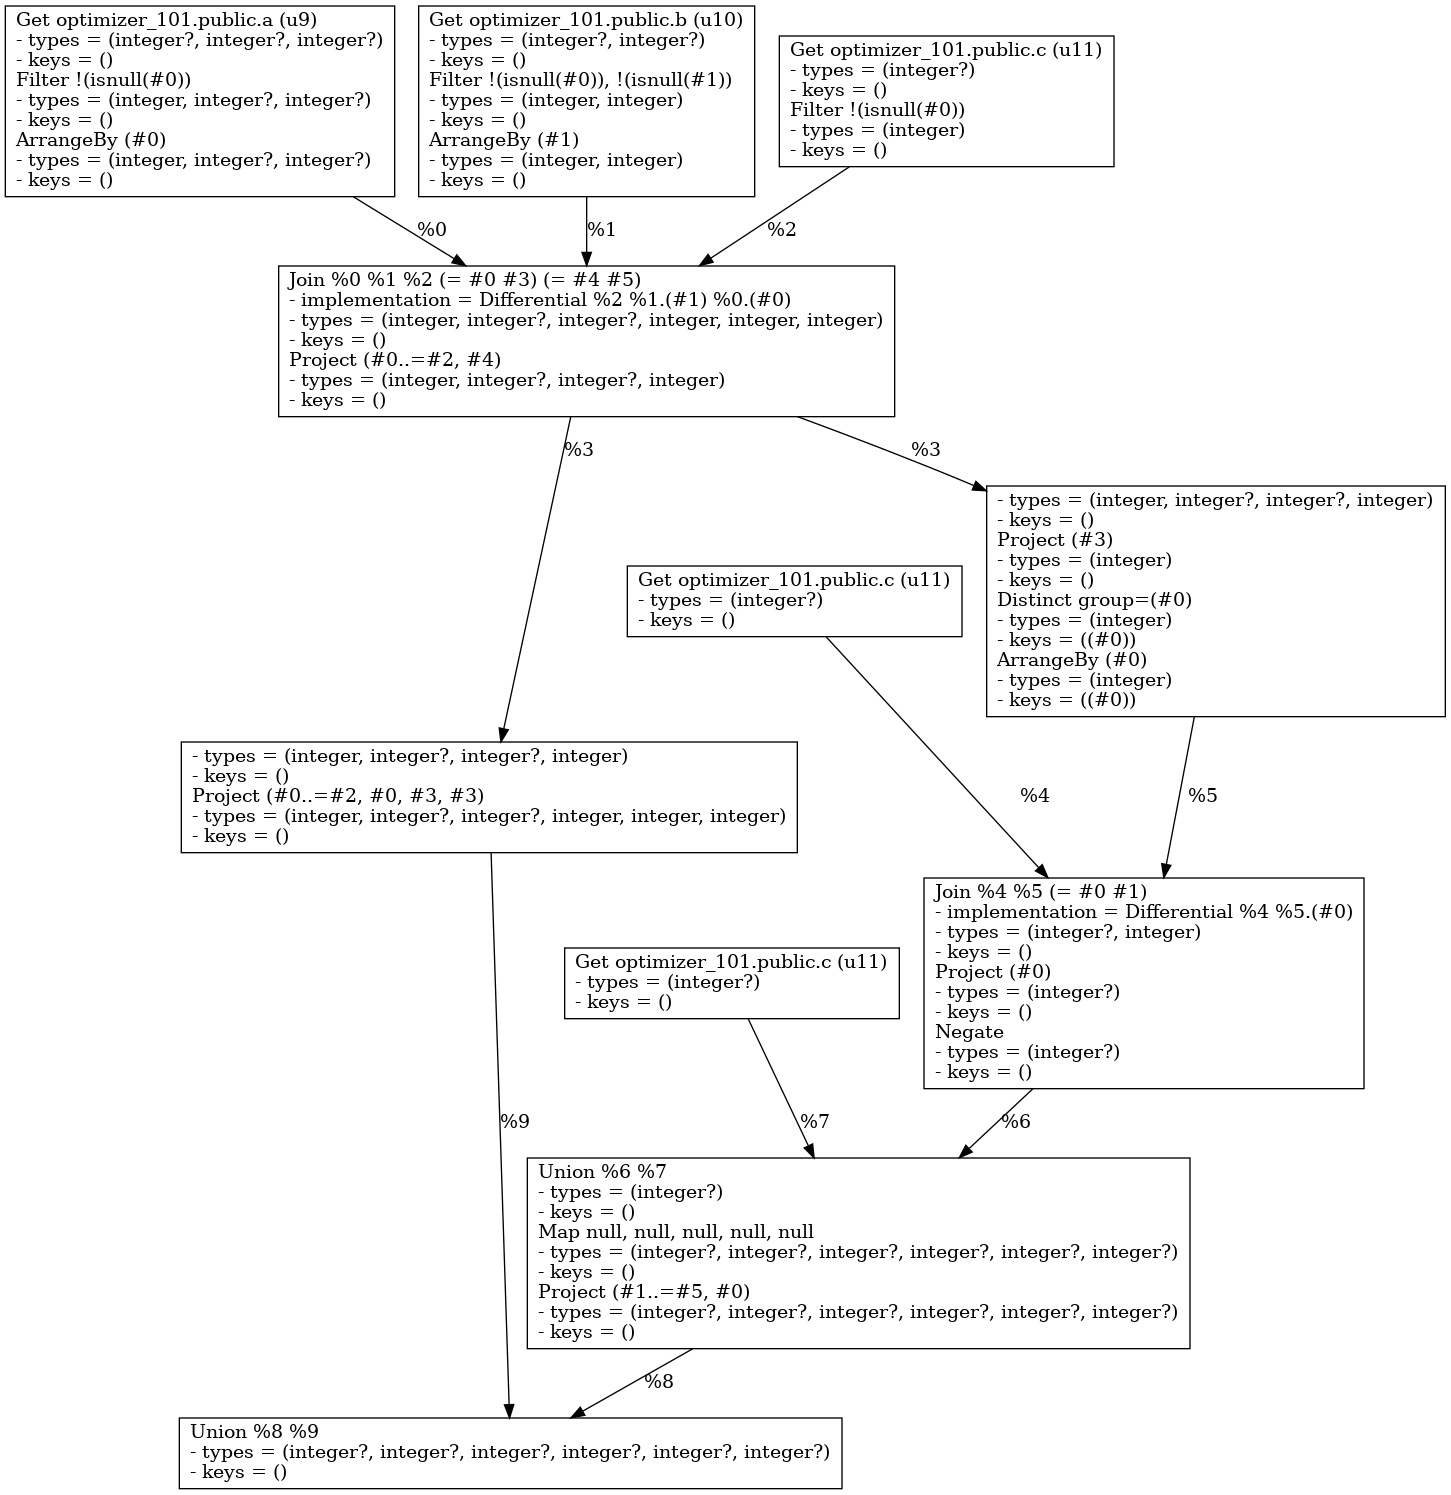 Get optimizer_101.public.a (u9)
- types = (integer?, integer?, integer?)
- keys = ()
Filter !(isnull(#0))
- types = (integer, integer?, integer?)
- keys = ()
ArrangeBy (#0)
- types = (integer, integer?, integer?)
- keys = ()
Get optimizer_101.public.b (u10)
- types = (integer?, integer?)
- keys = ()
Filter !(isnull(#0)), !(isnull(#1))
- types = (integer, integer)
- keys = ()
ArrangeBy (#1)
- types = (integer, integer)
- keys = ()
Get optimizer_101.public.c (u11)
- types = (integer?)
- keys = ()
Filter !(isnull(#0))
- types = (integer)
- keys = ()
%0
%1
%2
Join %0 %1 %2 (= #0 #3) (= #4 #5)
- implementation = Differential %2 %1.(#1) %0.(#0)
- types = (integer, integer?, integer?, integer, integer, integer)
- keys = ()
Project (#0..=#2, #4)
- types = (integer, integer?, integer?, integer)
- keys = ()
%3
%3
- types = (integer, integer?, integer?, integer)
- keys = ()
Project (#3)
- types = (integer)
- keys = ()
Distinct group=(#0)
- types = (integer)
- keys = ((#0))
ArrangeBy (#0)
- types = (integer)
- keys = ((#0))
Get optimizer_101.public.c (u11)
- types = (integer?)
- keys = ()
- types = (integer, integer?, integer?, integer)
- keys = ()
Project (#0..=#2, #0, #3, #3)
- types = (integer, integer?, integer?, integer, integer, integer)
- keys = ()
%4
%5
Join %4 %5 (= #0 #1)
- implementation = Differential %4 %5.(#0)
- types = (integer?, integer)
- keys = ()
Project (#0)
- types = (integer?)
- keys = ()
Negate
- types = (integer?)
- keys = ()
Get optimizer_101.public.c (u11)
- types = (integer?)
- keys = ()
%9
%7
%6
Union %6 %7
- types = (integer?)
- keys = ()
Map null, null, null, null, null
- types = (integer?, integer?, integer?, integer?, integer?, integer?)
- keys = ()
Project (#1..=#5, #0)
- types = (integer?, integer?, integer?, integer?, integer?, integer?)
- keys = ()
%8
Union %8 %9
- types = (integer?, integer?, integer?, integer?, integer?, integer?)
- keys = ()